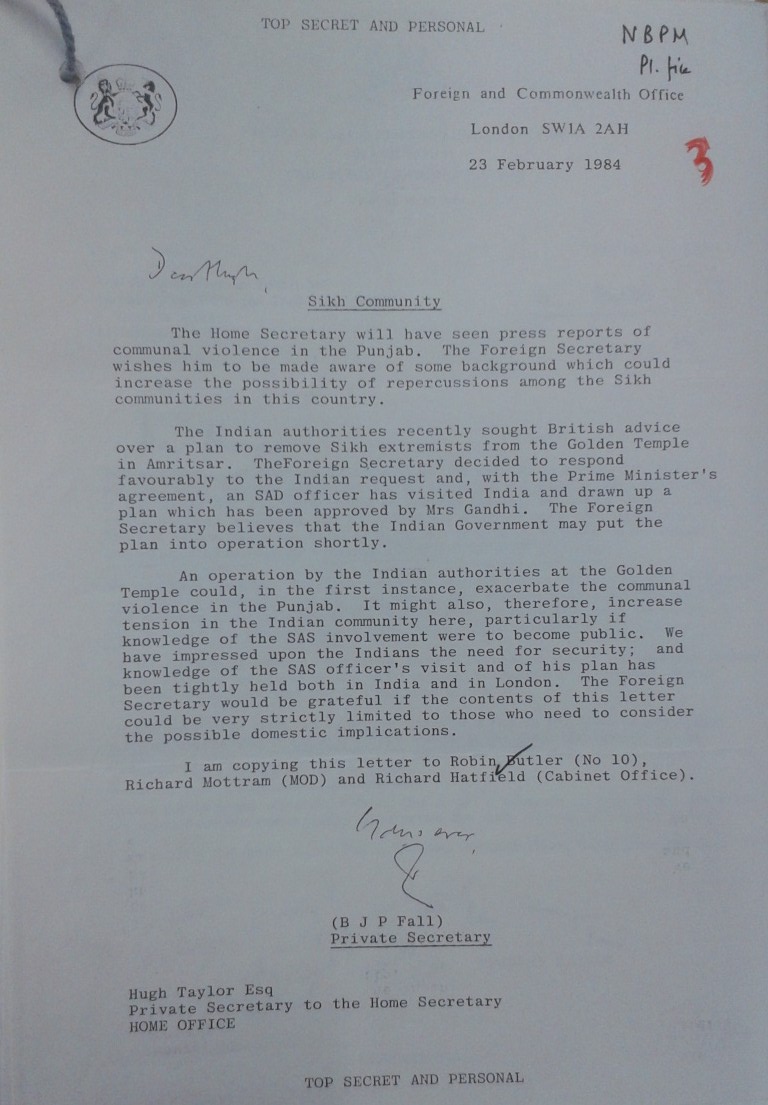 TOP SECRET AND PERSONAL
NBPM
Pl. file
Foreign and Commonwealth Office
London SW1A 2AH
23 February 1984
3
Dear Hugh,
Sikh Community
The Home Secretary will have seen press reports of
communal violence in the Punjab. The Foreign Secretary
wishes him to be made aware of some background which could
increase the possibility of repercussions among the Sikh
communities in this country.
The Indian authorities recently sought British advice
over a plan to remove Sikh extremists from the Golden Temple
in Amritsar. TheForeign Secretary decided to respond
favourably to the Indian request and, with the Prime Minister's
agreement, an SAD officer has visited India and drawn up a
plan which has been approved by Mrs Gandhi. The Foreign
Secretary believes that the Indian Government may put the
plan into operation shortly.
An operation by the Indian authorities at the Golden
Temple could, in the first instance, exacerbate the communal
violence in the Punjab. It might also, therefore, increase
tension in the Indian community here, particularly if
knowledge of the SAS involvement were to become public. We
have impressed upon the Indians the need for security; and
knowledge of the SAS officer's visit and of his plan has
been tightly held both in India and in London. The Foreign
Secretary would be grateful if the contents of this letter
could be very strictly limited to those who need to consider
the possible domestic implications.
I am copying this letter to Robin Butler (No 10),
Richard Mottram (MOD) and Richard Hatfield (Cabinet Office).
Yours ever,
(B J P Fall)
Private Secretary
Hugh Taylor Esq
Private Secretary to the Home Secretary
HOME OFFICE
TOP SECRET AND PERSONAL